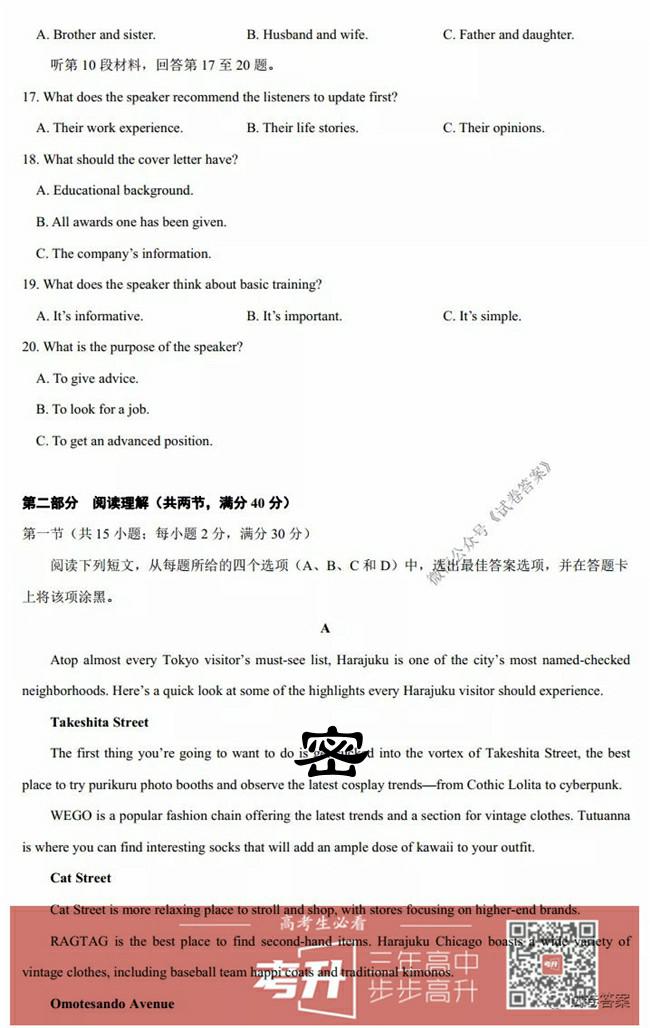 A. Brother and sister. B. Husband and wife. C. Father and daughter.
听第 10 段材料，回答第 17 至 20 题。
17. What does the speaker recommend the listeners to update first?
A. Their work experience. B. Their life stories. C. Their opinions.
18. What should the cover letter have?
A. Educational background.
B. All awards one has been given.
C. The company's information.
19. What does the speaker think about basic training?
A. It's informative. B. It's important. C. It's simple.
20. What is the purpose of the speaker?
A. To give advice.
B. To look for a job.
C. To get an advanced position.
第二部分 阅读理解（共两节，满分 40 分）
第一节（共 15 小题；每小题 2 分，满分 30 分）
阅读下列短文，从每题所给的四个选项（A、B、C 和 D）中，选出最佳答案选项，并在答题卡
上将该项涂黑。
微信公众号《试卷答案》
A
Atop almost every Tokyo visitor's must-see list, Harajuku is one of the city's most named-checked
neighborhoods. Here's a quick look at some of the highlights every Harajuku visitor should experience.
Takeshita Street
The first thing you're going to want to do is into the vortex of Takeshita Street, the best
密
place to try purikuru photo booths and observe the latest cosplay trends—from Cothic Lolita to cyberpunk.
WEGO is a popular fashion chain offering the latest trends and a section for vintage clothes. Tutuanna
is where you can find interesting socks that will add an ample dose of kawaii to your outfit.
Cat Street
Cat Street is more relaxing place to stroll and shop, with stores focusing on higher-end brands.
高考生必看
RAGTAG is the best place to find second-hand items. Harajuku Chicago boasts a wide variety of
vintage clothes, including baseball team happi coats and traditional kimonos.
考升 三年高中
步步高升
考升
试卷答案
Omotesando Avenue